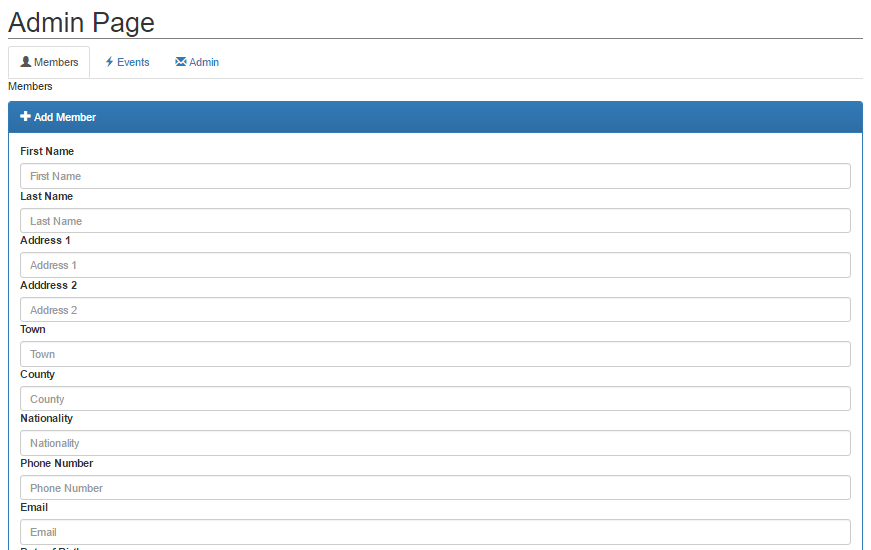 Admin Page
Members Events Admin
Members
Add Member
First Name
First Name
Last Name
Last Name
Address 1
Address 1
Adddress 2
Address 2
Town
Town
County
County
Nationality
Nationality
Phone Number
Phone Number
Email
Email